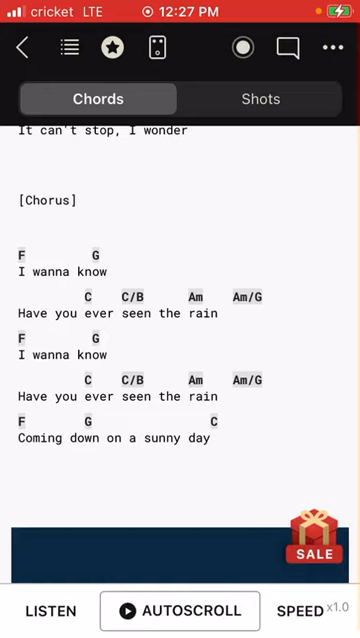 cricket LTE 12:27 PM
Chords Shots
It can't stop, I wonder
[Chorus]
F G
I wanna know
C C/B Am Am/G
Have you ever seen the rain
F G
I wanna know
C C/B Am Am/G
Have you ever seen the rain
F G C
Coming down on a sunny day
SALE
LISTEN AUTOSCROLL SPEED x1.0